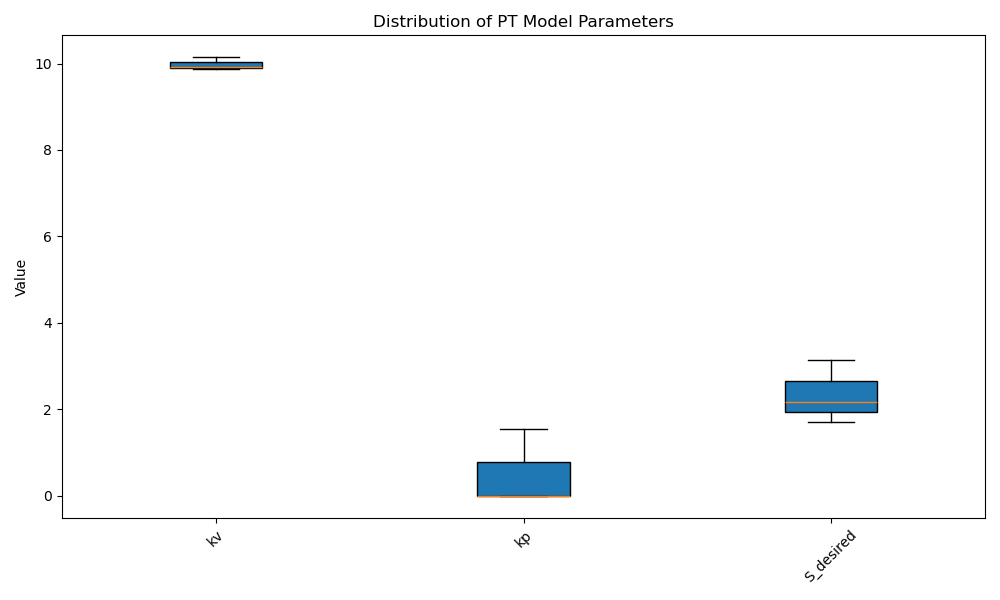 Distribution of PT Model Parameters
Value
10
8
6
4
2
0
kv
kp
S_desired